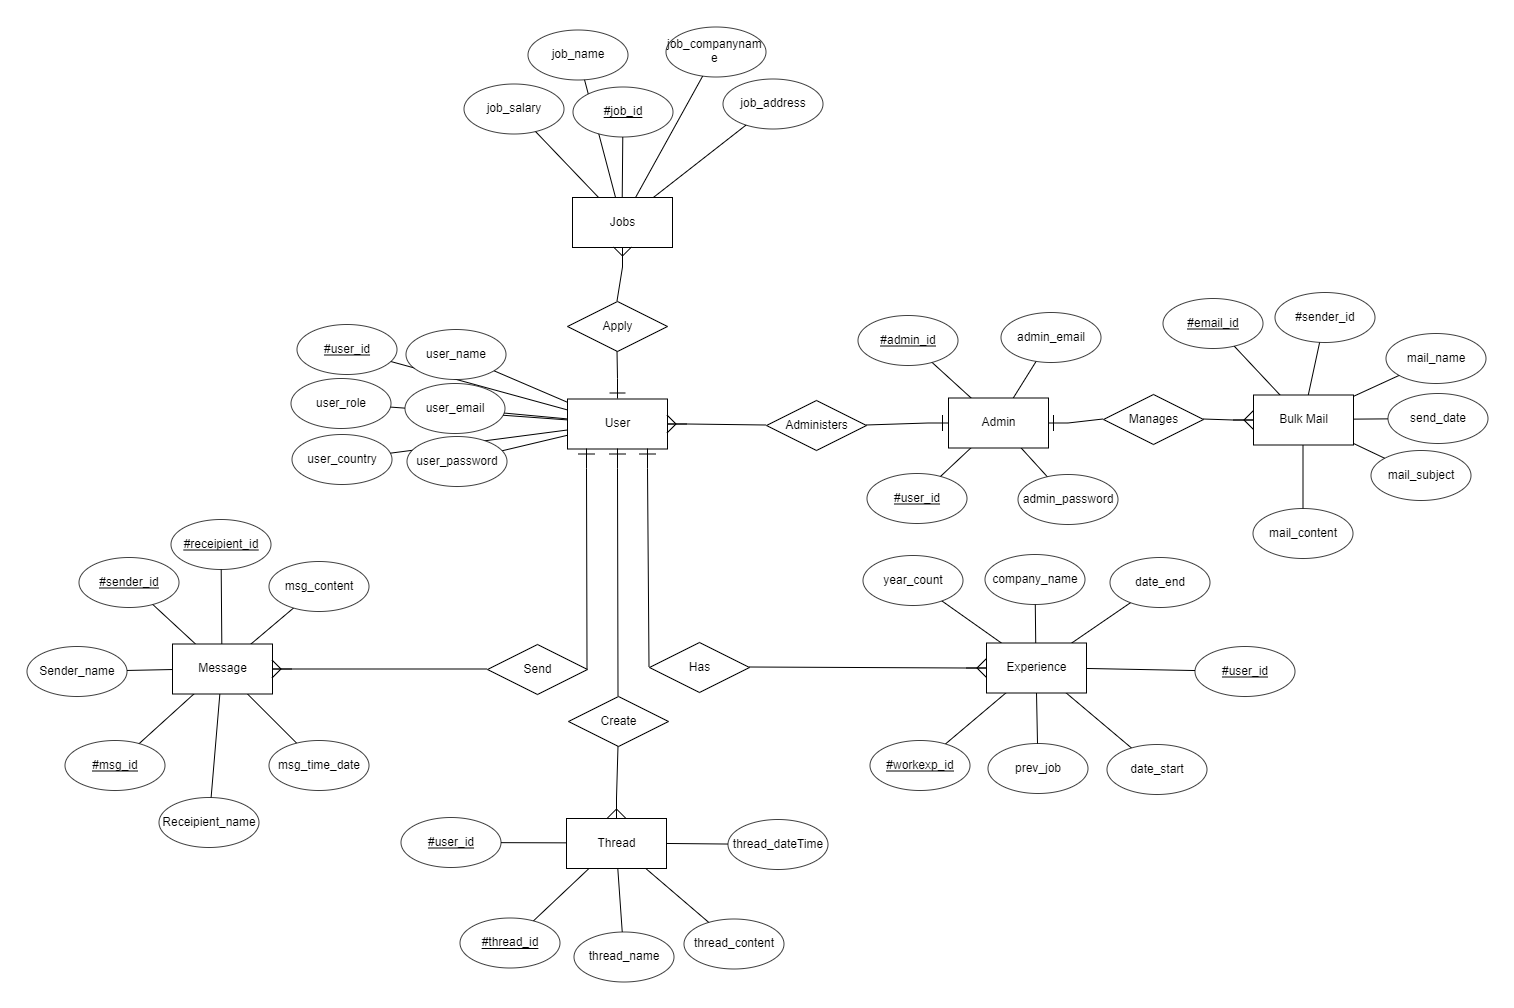 job_name
job_companynam
e
job_salary
#job_id
job_address
Jobs
Apply
#user_id
user_name
user_role
user_email
user_country
user_password
User
Administers
#admin_id
admin_email
Admin
#user_id
admin_password
Manages
#email_id
#sender_id
mail_name
Bulk Mail
send_date
mail_subject
mail_content
#receipient_id
#sender_id
msg_content
Sender_name
Message
#msg_id
msg_time_date
Receipient_name
Send
Create
Has
year_count
company_name
date_end
Experience
#user_id
#workexp_id
prev_job
date_start
#user_id
Thread
thread_dateTime
#thread_id
thread_name
thread_content